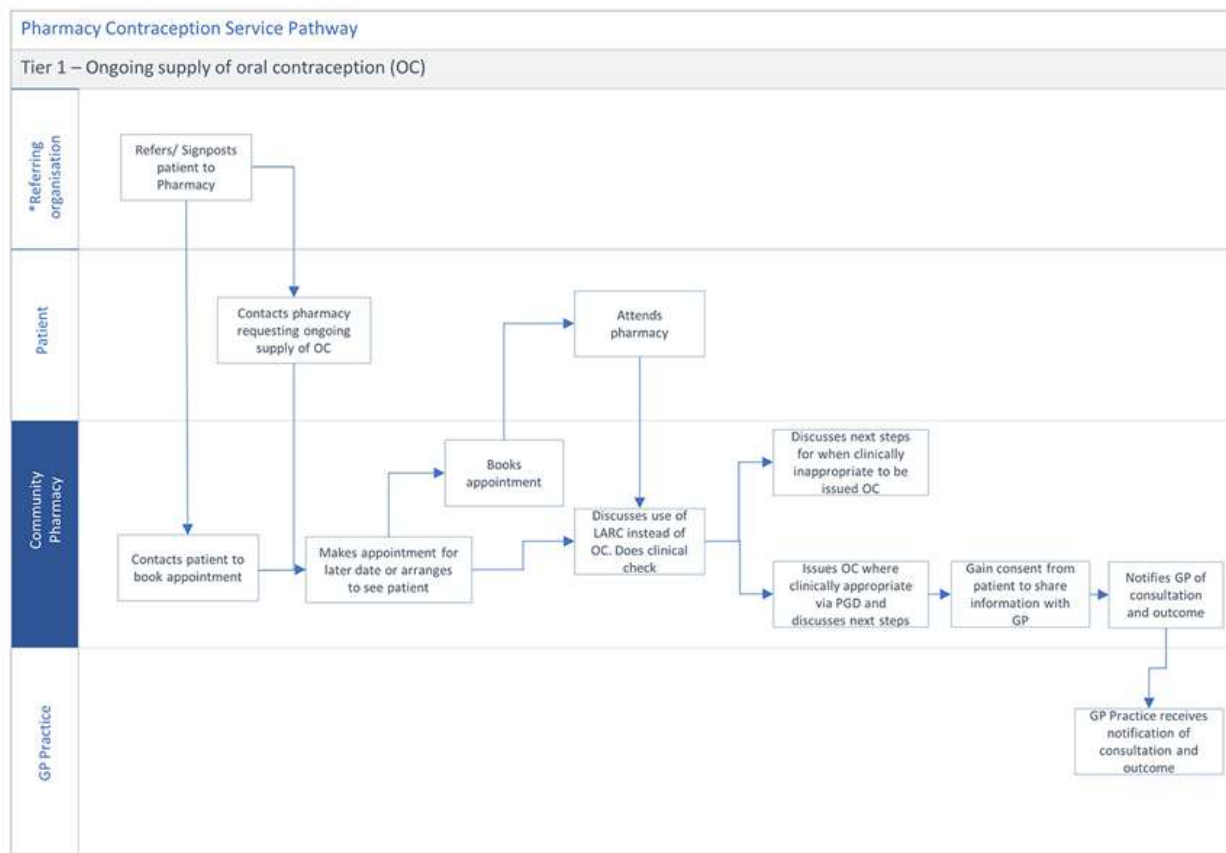 Pharmacy Contraception Service Pathway
Tier 1 – Ongoing supply of oral contraception (OC)
*Referring
organisation
Refers/ Signposts
patient to
Pharmacy
Patient
Contacts pharmacy
requesting ongoing
supply of OC
Attends
pharmacy
Community
Pharmacy
Contacts patient to
book appointment
Makes appointment for
later date or arranges
to see patient
Books
appointment
Discusses use of
LARC instead of
OC. Does clinical
check
Discusses next steps
for when clinically
inappropriate to be
issued OC
Issues OC where
clinically appropriate
via PGD and
discusses next steps
Gain consent from
patient to share
information with
GP
Notifies GP of
consultation
and outcome
GP Practice
GP Practice receives
notification of
consultation and
outcome